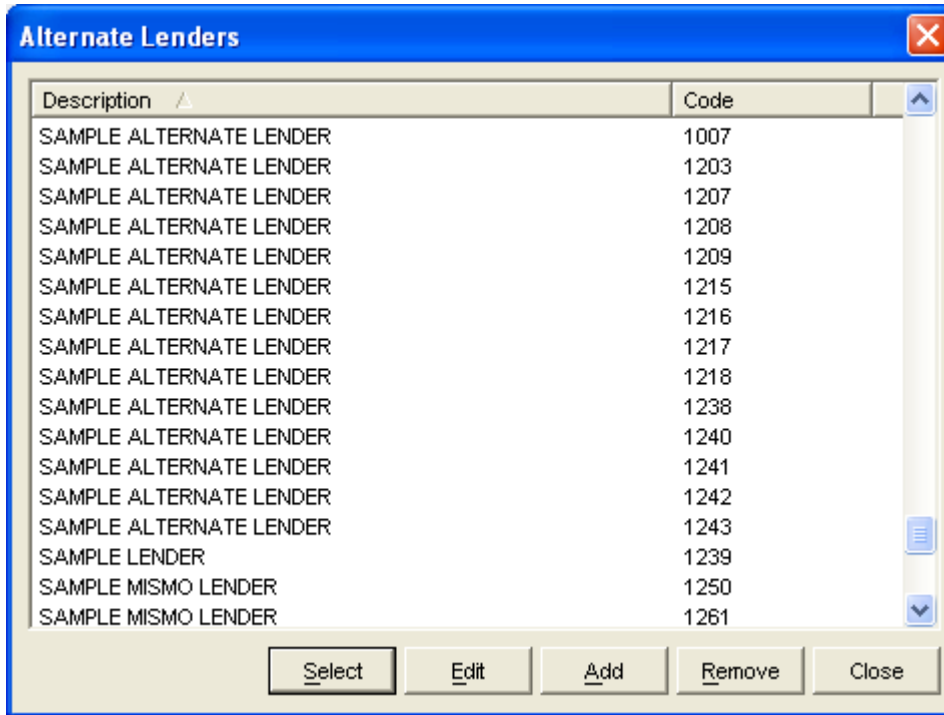 Alternate Lenders
Description Code
SAMPLE ALTERNATE LENDER 1007
SAMPLE ALTERNATE LENDER 1203
SAMPLE ALTERNATE LENDER 1207
SAMPLE ALTERNATE LENDER 1208
SAMPLE ALTERNATE LENDER 1209
SAMPLE ALTERNATE LENDER 1215
SAMPLE ALTERNATE LENDER 1216
SAMPLE ALTERNATE LENDER 1217
SAMPLE ALTERNATE LENDER 1218
SAMPLE ALTERNATE LENDER 1238
SAMPLE ALTERNATE LENDER 1240
SAMPLE ALTERNATE LENDER 1241
SAMPLE ALTERNATE LENDER 1242
SAMPLE ALTERNATE LENDER 1243
SAMPLE LENDER 1239
SAMPLE MISMO LENDER 1250
SAMPLE MISMO LENDER 1261
Select Edit Add Remove Close